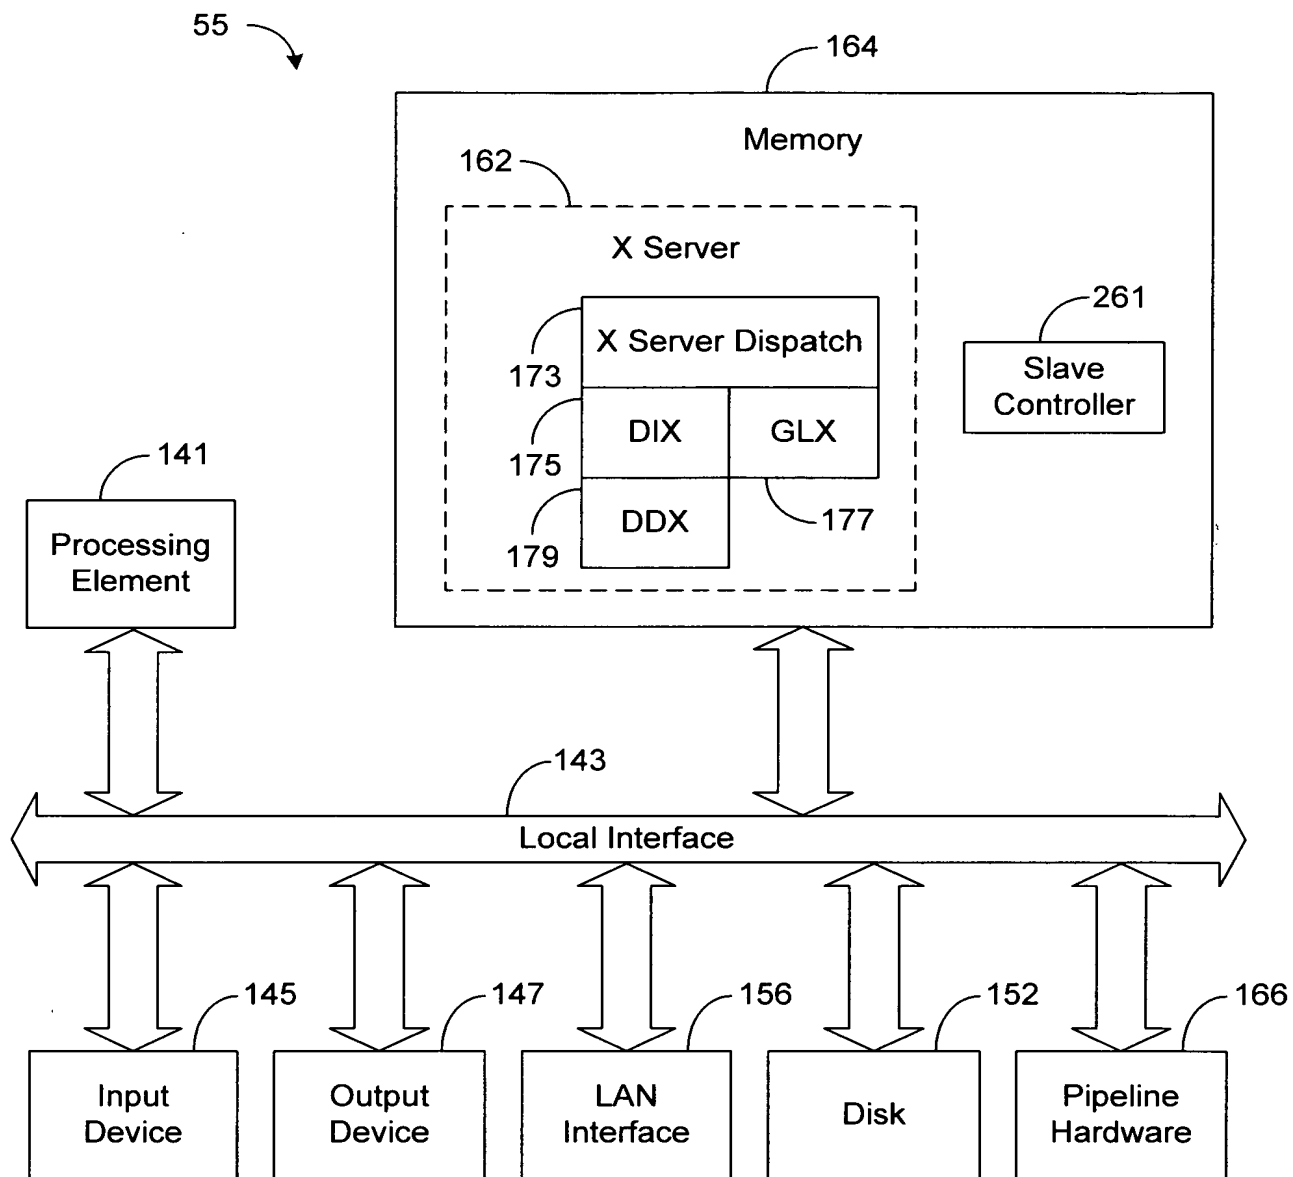 55
164
Memory
162
X Server
261
173
X Server Dispatch
Slave
Controller
175
DIX
GLX
141
179
DDX
177
Processing
Element
143
Local Interface
145
147
156
152
166
Input
Device
Output
Device
LAN
Interface
Disk
Pipeline
Hardware